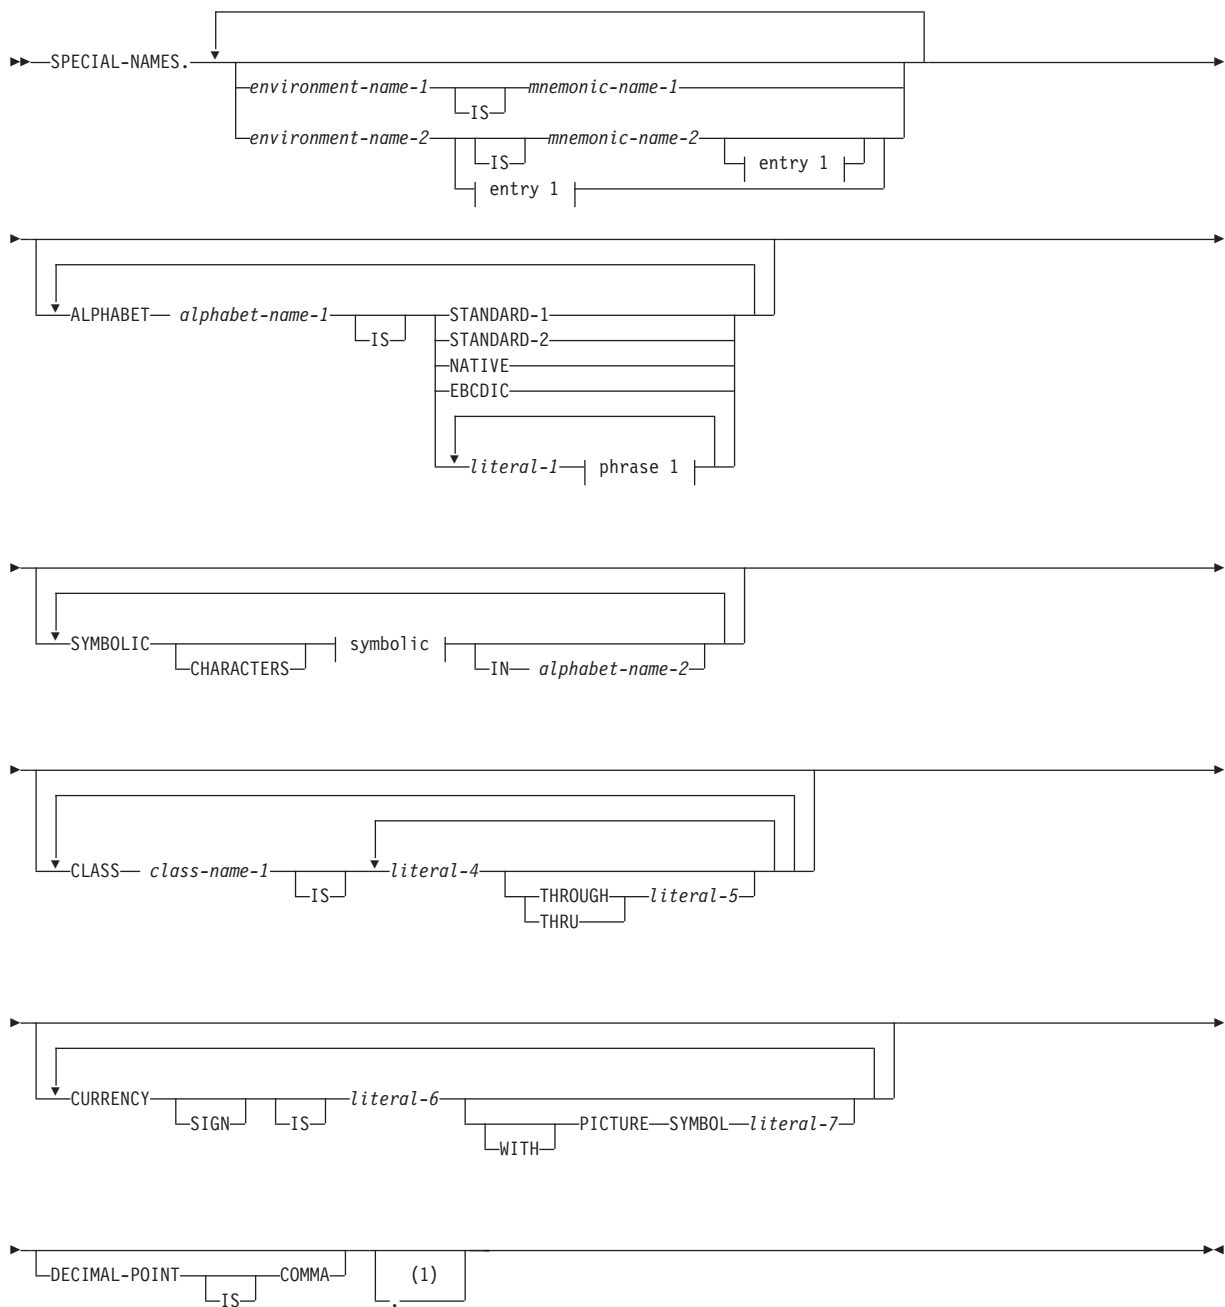 SPECIAL-NAMES.
environment-name-1 IS mnemonic-name-1
environment-name-2 IS mnemonic-name-2 entry 1
entry 1
ALPHABET alphabet-name-1 IS STANDARD-1
STANDARD-2
NATIVE
EBCDIC
literal-1 phrase 1
SYMBOLIC CHARACTERS symbolic IN alphabet-name-2
CLASS class-name-1 IS literal-4 THROUGH literal-5
THRU
CURRENCY SIGN IS literal-6 WITH PICTURE SYMBOL literal-7
DECIMAL-POINT IS COMMA (1)
.